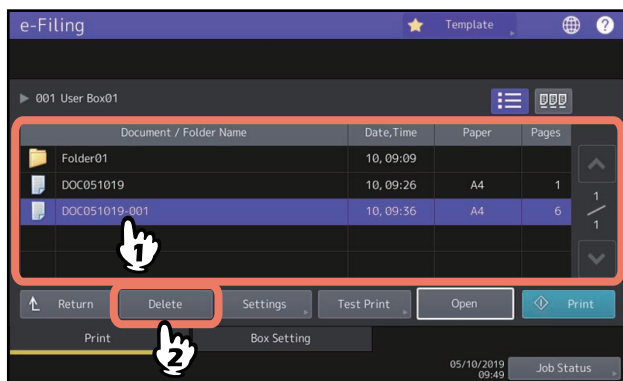 e-Filing Template ?
001 User Box01
Document / Folder Name Date,Time Paper Pages
Folder01 10, 09:09
DOC051019 10, 09:26 A4 1
DOC051019-001 10, 09:36 A4 6
1
1
1
Return Delete Settings Test Print Open Print
2
Print Box Setting
05/10/2019
09:49
Job Status